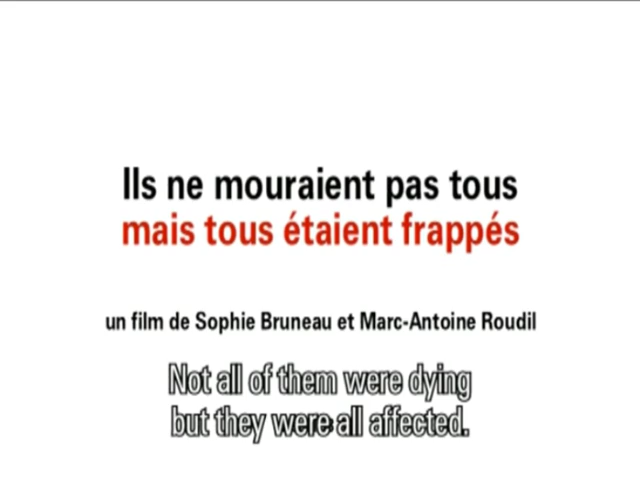 Ils ne mouraient pas tous
mais tous étaient frappés
un film de Sophie Bruneau et Marc-Antoine Roudil
Not all of them were dying
but they were all affected.